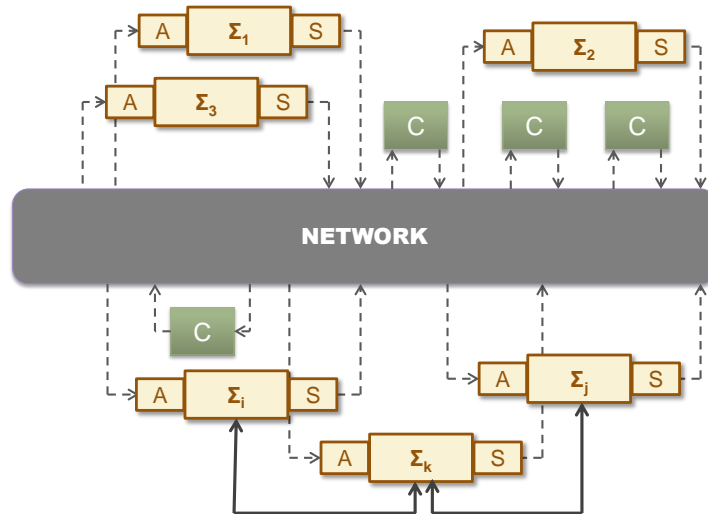 A Σ1 S
A Σ2 S
A Σ3 S
C C C
NETWORK
C
A Σi S
A Σj S
A Σk S